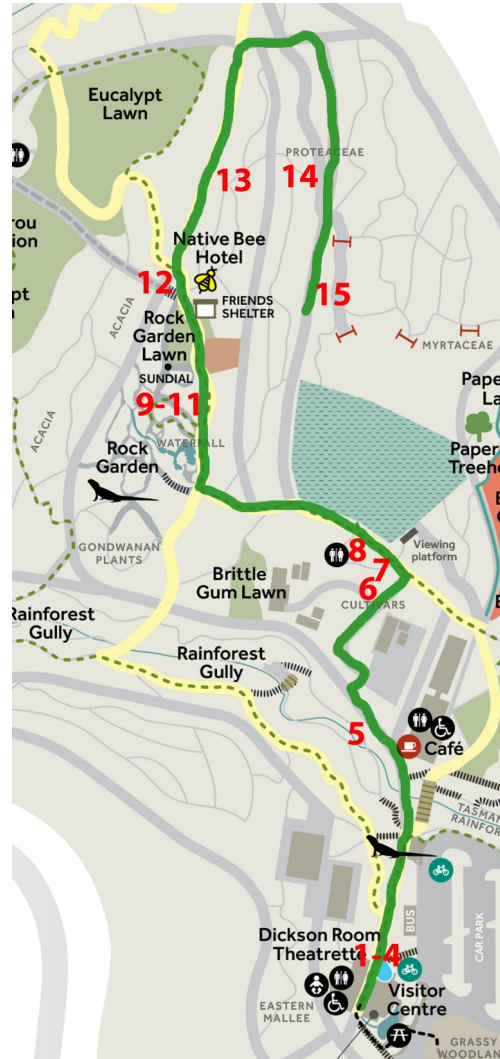 Eucalypt
Lawn
PROTEACEAE
13
14
rou
ion
Native Bee
Hotel
12
15
pt
FRIENDS
SHELTER
ACACIA
Rock
Garden
Lawn
MYRTACEAE
SUNDIAL
9-11
Pape
La
ACACIA
WATERFALL
Rock
Garden
Paper
Treeho
GONDWANAN
PLANTS
8
7
6
Viewing
platform
Brittle
Gum Lawn
CULTIVARS
Rainforest
Gully
Rainforest
Gully
5
Café
TASMAN
RAINFOR
BUS
CAR PARK
Dickson Room
Theatrette
1-4
EASTERN
MALLEE
Visitor
Centre
GRASSY
WOODLAN